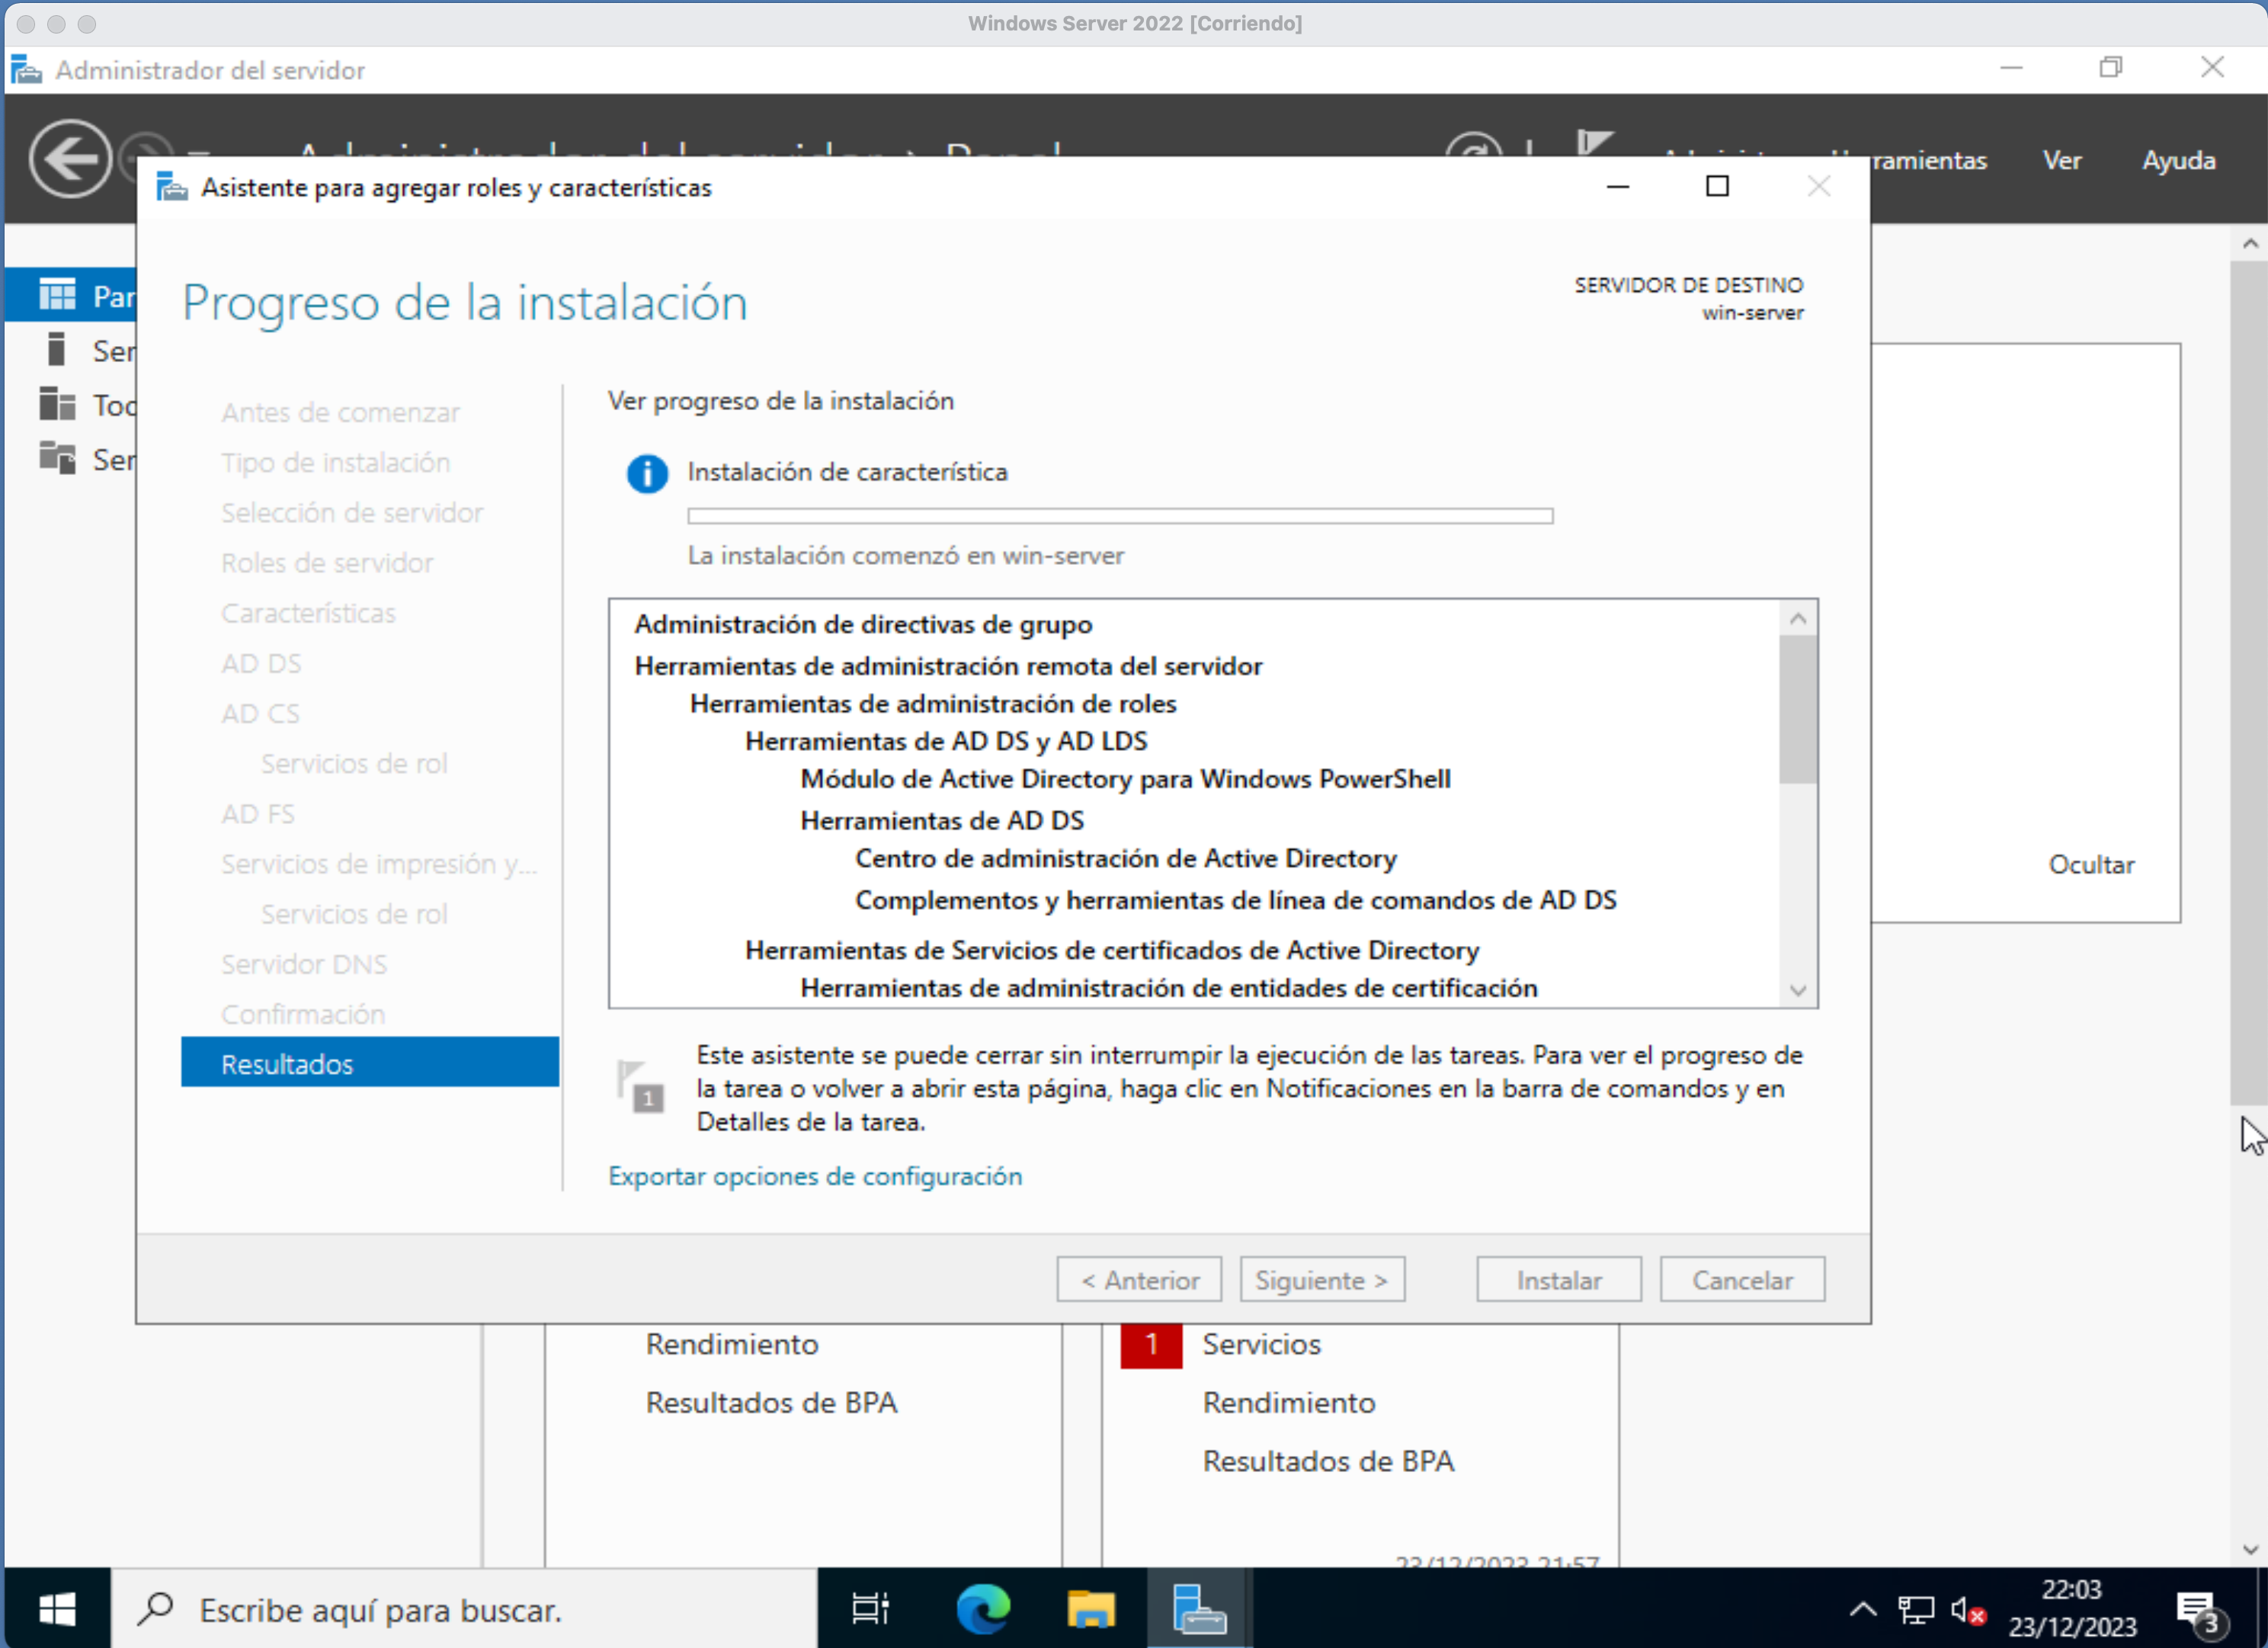 Windows Server 2022 [Corriendo]
Administrador del servidor
Ver
Ayuda
Asistente para agregar roles y características
Progreso de la instalación
SERVIDOR DE DESTINO
win-server
Antes de comenzar
Tipo de instalación
Selección de servidor
Roles de servidor
Características
AD DS
AD CS
Servicios de rol
AD FS
Servicios de impresión y...
Servicios de rol
Servidor DNS
Confirmación
Resultados
Ver progreso de la instalación
Instalación de característica
La instalación comenzó en win-server
Administración de directivas de grupo
Herramientas de administración remota del servidor
Herramientas de administración de roles
Herramientas de AD DS y AD LDS
Módulo de Active Directory para Windows PowerShell
Herramientas de AD DS
Centro de administración de Active Directory
Complementos y herramientas de línea de comandos de AD DS
Herramientas de Servicios de certificados de Active Directory
Herramientas de administración de entidades de certificación
1
Este asistente se puede cerrar sin interrumpir la ejecución de las tareas. Para ver el progreso de
la tarea o volver a abrir esta página, haga clic en Notificaciones en la barra de comandos y en
Detalles de la tarea.
Exportar opciones de configuración
< Anterior
Siguiente >
Instalar
Cancelar
Ocultar
Rendimiento
Resultados de BPA
1 Servicios
Rendimiento
Resultados de BPA
23/12/2023 21:57
Escribe aquí para buscar.
22:03
23/12/2023
3